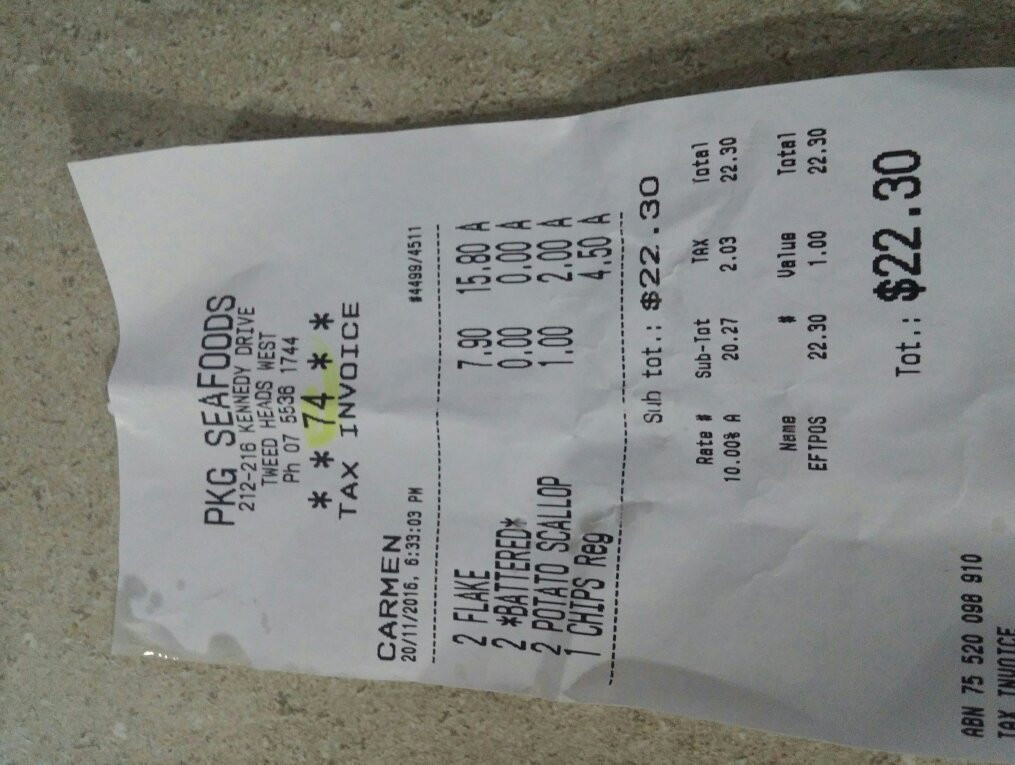 PKG SEAFOODS
212-216 KENNEDY DRIVE
TWEED HEADS WEST
Ph 07 5536 1744
* * 74 * *
TAX INVOICE
CARMEN
20/11/2016, 6:33:03 PM #4499/4511
2 FLAKE 7.90 15.80 A
2 *BATTERED* 0.00 0.00 A
2 POTATO SCALLOP 1.00 2.00 A
1 CHIPS Reg 4.50 A
Sub tot.: $22.30
Rate # Sub-Tot TAX Total
10.00% A 20.27 2.03 22.30
Name # Value Total
EFTPOS 22.30 1.00 22.30
Tot.: $22.30
ABN 75 520 098 910
TAX INVOICE